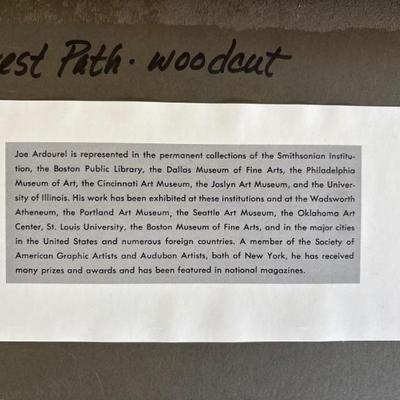 Path · woodcut
Joe Ardourel is represented in the permanent collections of the Smithsonian Institu-
tion, the Boston Public Library, the Dallas Museum of Fine Arts, the Philadelphia
Museum of Art, the Cincinnati Art Museum, the Joslyn Art Museum, and the Univer-
sity of Illinois. His work has been exhibited at these institutions and at the Wadsworth
Atheneum, the Portland Art Museum, the Seattle Art Museum, the Oklahoma Art
Center, St. Louis University, the Boston Museum of Fine Arts, and in the major cities
in the United States and numerous foreign countries. A member of the Society of
American Graphic Artists and Audubon Artists, both of New York, he has received
many prizes and awards and has been featured in national magazines.